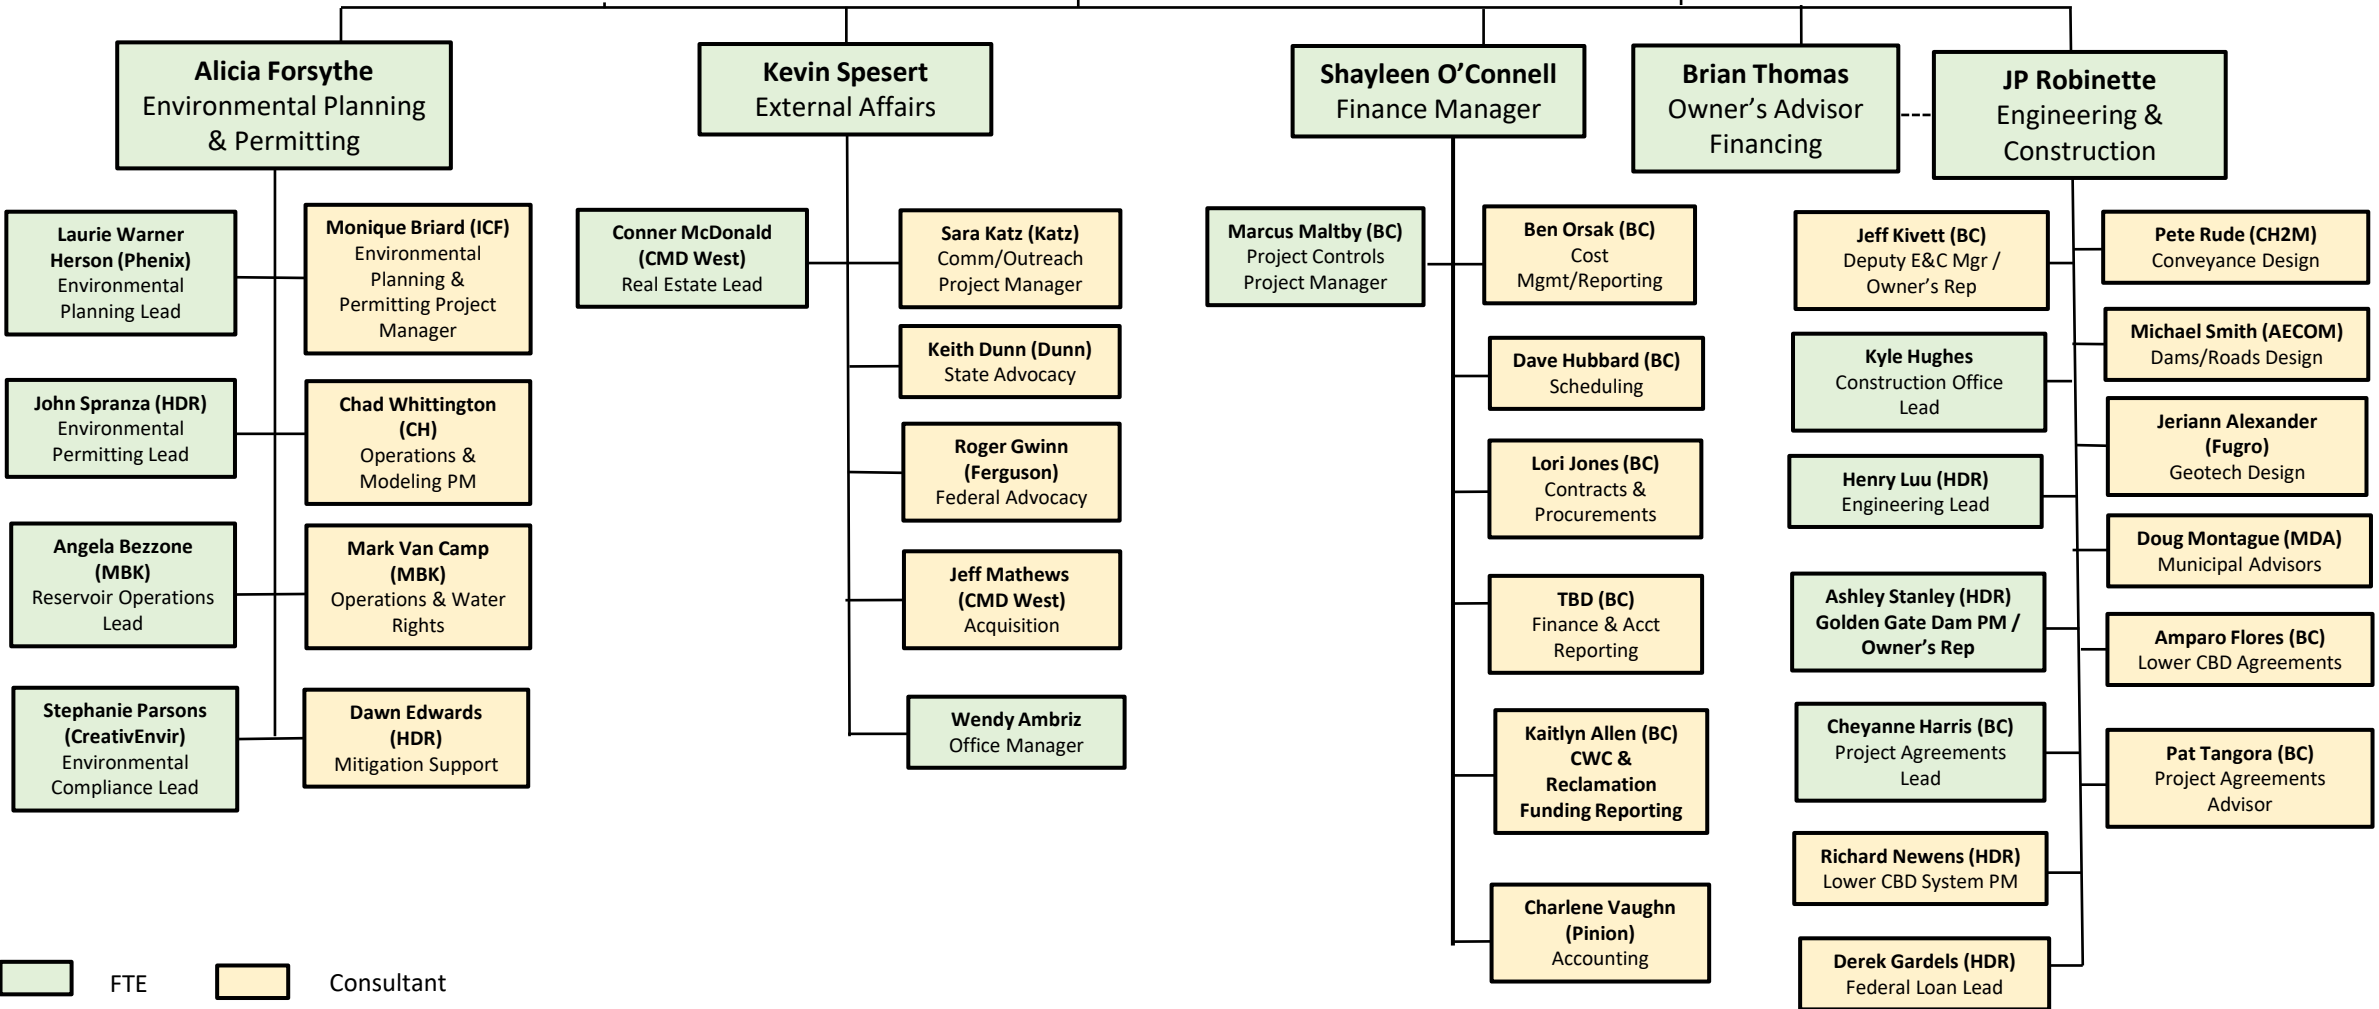 Alicia Forsythe
Environmental Planning
& Permitting
Kevin Spesert
External Affairs
Shayleen O’Connell
Finance Manager
Brian Thomas
Owner’s Advisor
Financing
JP Robinette
Engineering &
Construction
Laurie Warner
Herson (Phenix)
Environmental
Planning Lead
Monique Briard (ICF)
Environmental
Planning &
Permitting Project
Manager
John Spranza (HDR)
Environmental
Permitting Lead
Chad Whittington
(CH)
Operations &
Modeling PM
Angela Bezzone
(MBK)
Reservoir Operations
Lead
Mark Van Camp
(MBK)
Operations & Water
Rights
Stephanie Parsons
(CreativEnvir)
Environmental
Compliance Lead
Dawn Edwards
(HDR)
Mitigation Support
Conner McDonald
(CMD West)
Real Estate Lead
Sara Katz (Katz)
Comm/Outreach
Project Manager
Keith Dunn (Dunn)
State Advocacy
Roger Gwinn
(Ferguson)
Federal Advocacy
Jeff Mathews
(CMD West)
Acquisition
Wendy Ambriz
Office Manager
Marcus Maltby (BC)
Project Controls
Project Manager
Ben Orsak (BC)
Cost
Mgmt/Reporting
Dave Hubbard (BC)
Scheduling
Lori Jones (BC)
Contracts &
Procurements
TBD (BC)
Finance & Acct
Reporting
Kaitlyn Allen (BC)
CWC &
Reclamation
Funding Reporting
Charlene Vaughn
(Pinion)
Accounting
Jeff Kivett (BC)
Deputy E&C Mgr /
Owner’s Rep
Kyle Hughes
Construction Office
Lead
Henry Luu (HDR)
Engineering Lead
Ashley Stanley (HDR)
Golden Gate Dam PM /
Owner’s Rep
Cheyanne Harris (BC)
Project Agreements
Lead
Richard Newens (HDR)
Lower CBD System PM
Derek Gardels (HDR)
Federal Loan Lead
Pete Rude (CH2M)
Conveyance Design
Michael Smith (AECOM)
Dams/Roads Design
Jeriann Alexander
(Fugro)
Geotech Design
Doug Montague (MDA)
Municipal Advisors
Amparo Flores (BC)
Lower CBD Agreements
Pat Tangora (BC)
Project Agreements
Advisor
FTE
Consultant